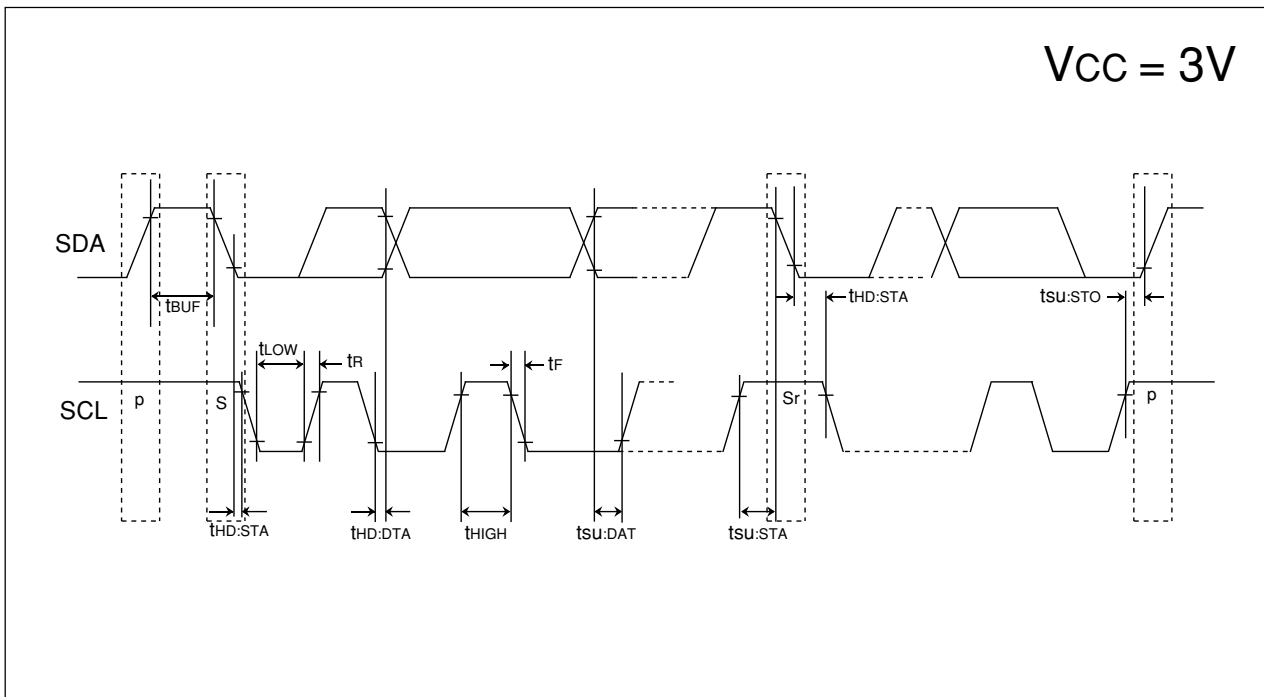 VCC = 3V
SDA
tBUF
tHD:STA
tsu:STO
tLOW
tR
tF
SCL
p
S
Sr
p
tHD:STA
tHD:DTA
tHIGH
tsu:DAT
tsu:STA